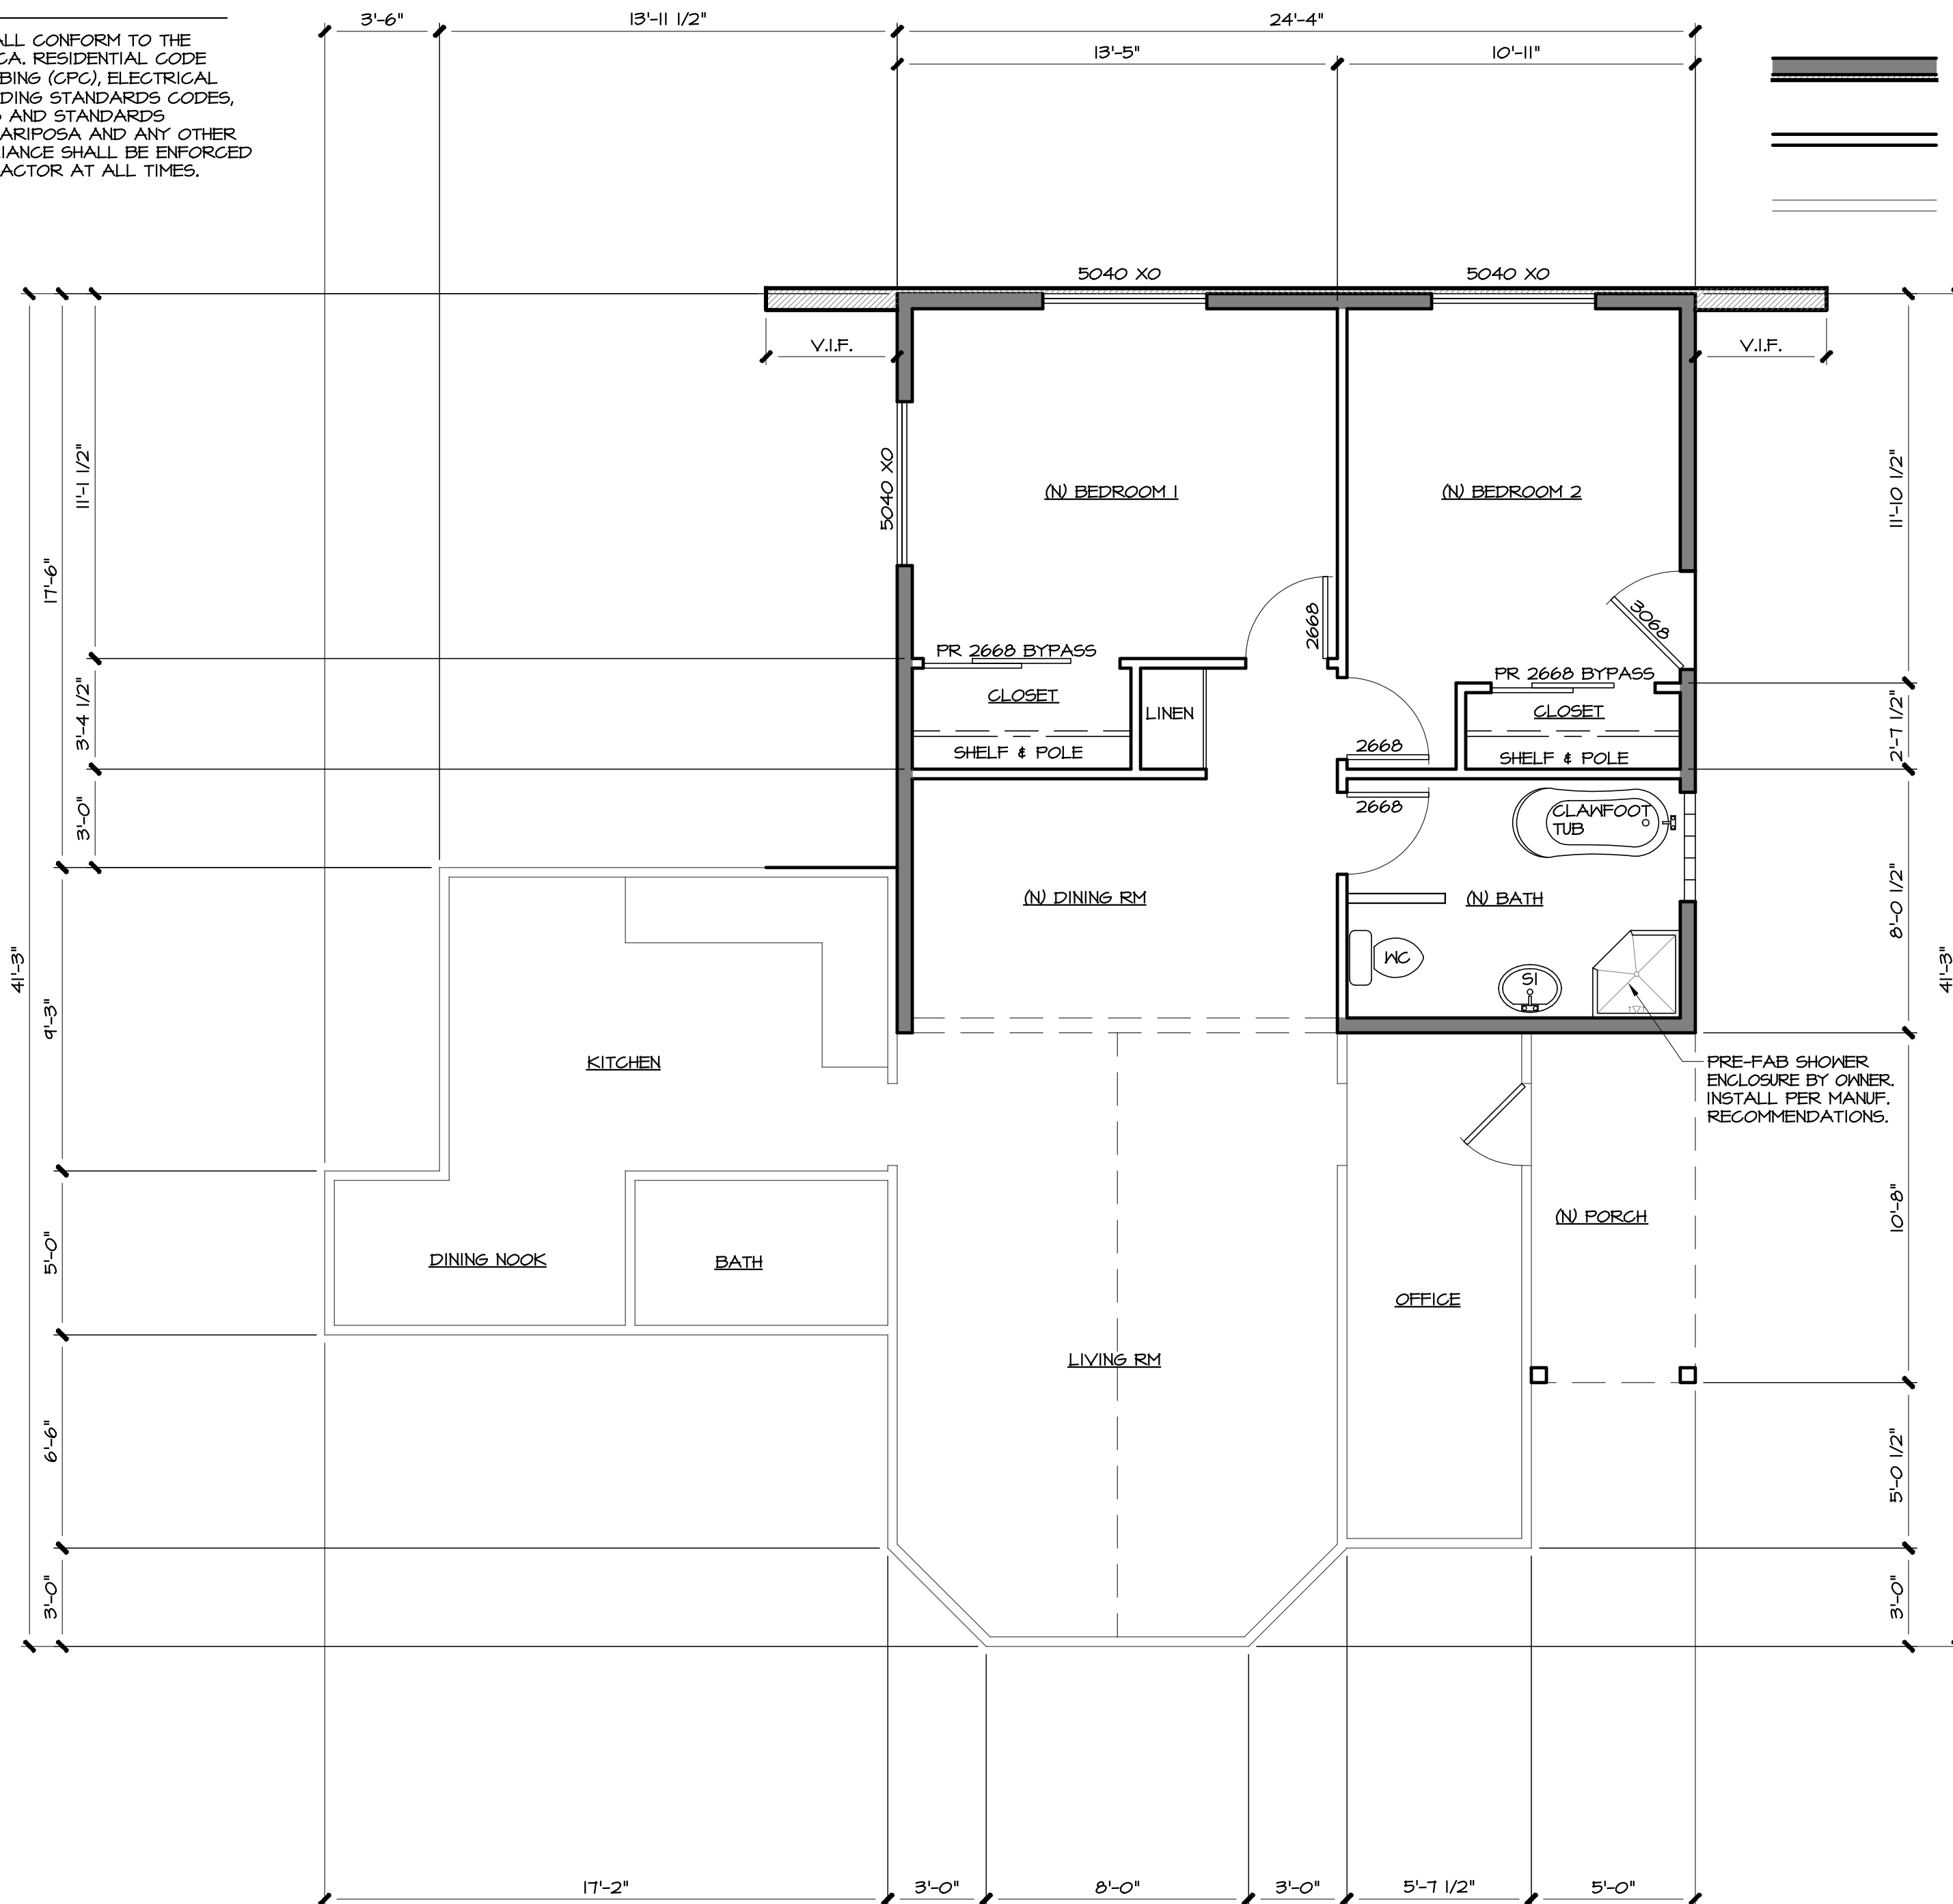 ALL CONFORM TO THE
CA. RESIDENTIAL CODE
BING (CPC), ELECTRICAL
DING STANDARDS CODES,
AND STANDARDS
ARIPOSA AND ANY OTHER
IANCE SHALL BE ENFORCED
ACTOR AT ALL TIMES.
3'-6"
13'-11 1/2"
24'-4"
13'-5"
10'-11"
5040 XO
5040 XO
V.I.F.
V.I.F.
11'-1 1/2"
17'-6"
3'-4 1/2"
3'-0"
41'-3"
9'-3"
5'-0"
6'-6"
3'-0"
5040 XO
(N) BEDROOM 1
(N) BEDROOM 2
11'-10 1/2"
2668
3068
PR 2668 BYPASS
PR 2668 BYPASS
CLOSET
LINEN
CLOSET
SHELF & POLE
2668
SHELF & POLE
2'-7 1/2"
2668
CLAWFOOT
TUB
(N) DINING RM
(N) BATH
8'-0 1/2"
41'-3"
WC
SI
KITCHEN
PRE-FAB SHOWER
ENCLOSURE BY OWNER.
INSTALL PER MANUF.
RECOMMENDATIONS.
(N) PORCH
10'-8"
DINING NOOK
BATH
OFFICE
LIVING RM
5'-0 1/2"
3'-0"
17'-2"
3'-0"
8'-0"
3'-0"
5'-7 1/2"
5'-0"